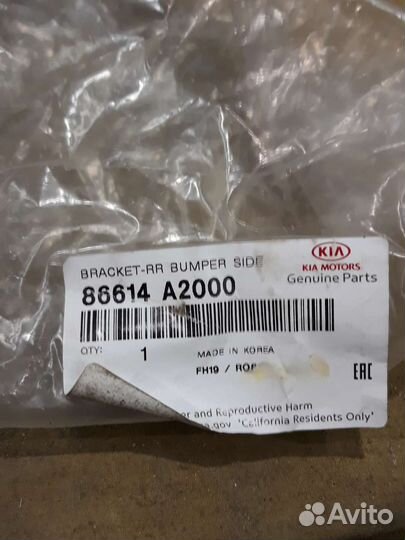 BRACKET-RR BUMPER SIDE
86614 A2000
KIA
KIA MOTORS
Genuine Parts
QTY: 1
MADE IN KOREA
FH19 /
EAC
er and Reproductive Harm
.gov 'California Residents Only'
Avito